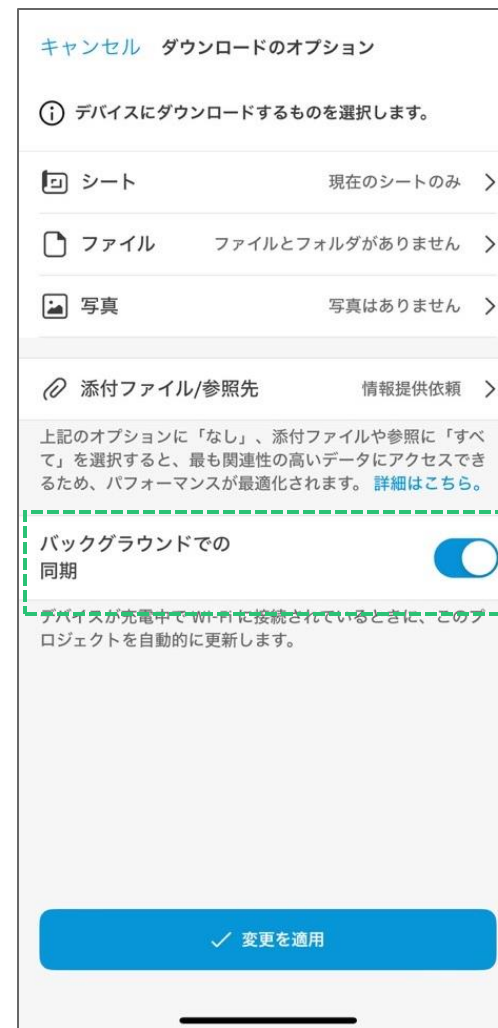 キャンセル ダウンロードのオプション
デバイスにダウンロードするものを選択します。
シート 現在のシートのみ
ファイル ファイルとフォルダがありません
写真 写真はありません
添付ファイル/参照先 情報提供依頼
上記のオプションに「なし」、添付ファイルや参照に「すべ
て」を選択すると、最も関連性の高いデータにアクセスでき
るため、パフォーマンスが最適化されます。 詳細はこちら。
バックグラウンドでの
同期
デバイスが充電中で Wi-Fi に接続されているときに、このプ
ロジェクトを自動的に更新します。
変更を適用